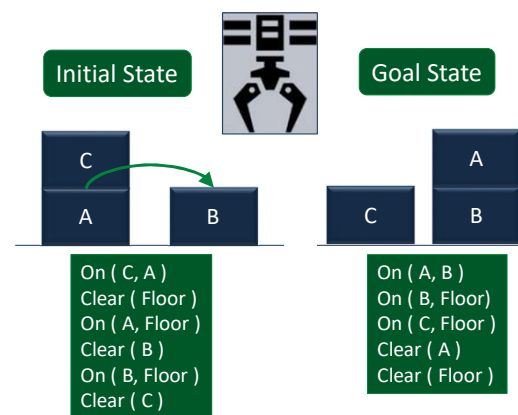 Initial State
Goal State
C
A
B
A
C
B
On ( C, A )
Clear ( Floor )
On ( A, Floor )
Clear ( B )
On ( B, Floor )
Clear ( C )
On ( A, B )
On ( B, Floor)
On ( C, Floor )
Clear ( A )
Clear ( Floor )